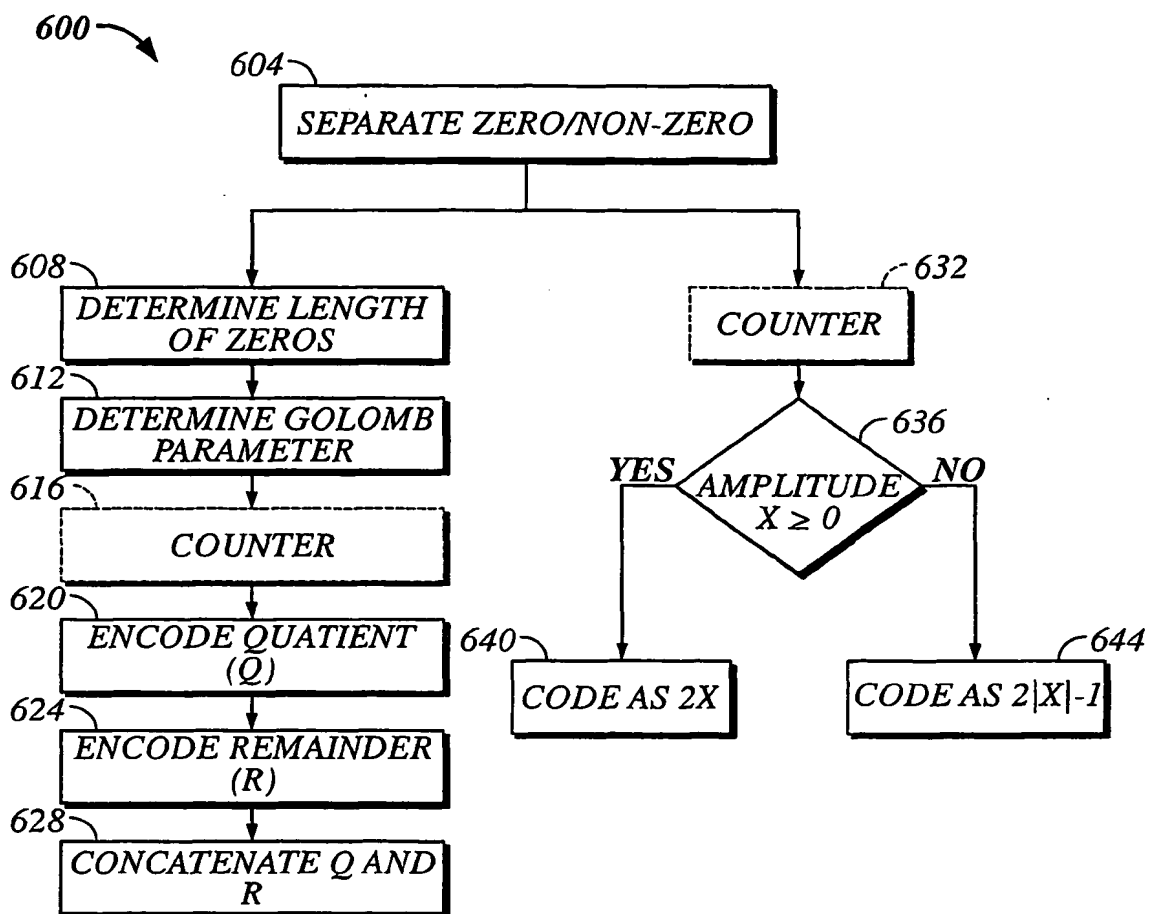 600
604
SEPARATE ZERO/NON-ZERO
608
DETERMINE LENGTH
OF ZEROS
612
DETERMINE GOLOMB
PARAMETER
616
COUNTER
620
ENCODE QUATIENT
(Q)
624
ENCODE REMAINDER
(R)
628
CONCATENATE Q AND
R
632
COUNTER
636
AMPLITUDE
X ≥ 0
YES
NO
640
CODE AS 2X
644
CODE AS 2|X|-1